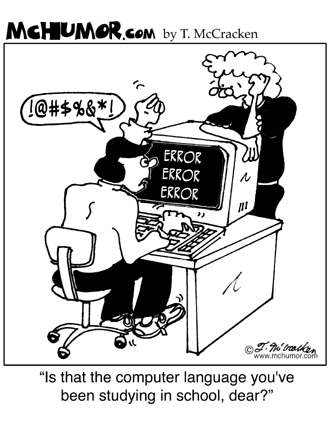 McHUMOR.com by T. McCracken
!@#$%&*!
ERROR
ERROR
ERROR
© T. McCracken
www.mchumor.com
“Is that the computer language you've
been studying in school, dear?”